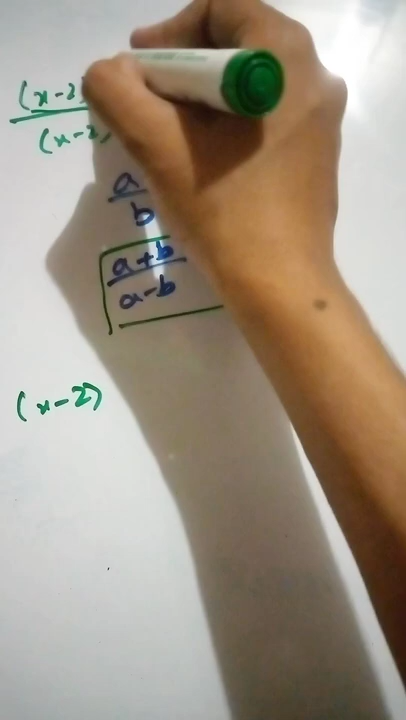 (x-2)
(x-2
a
b
a+b
a-b
(x-2)